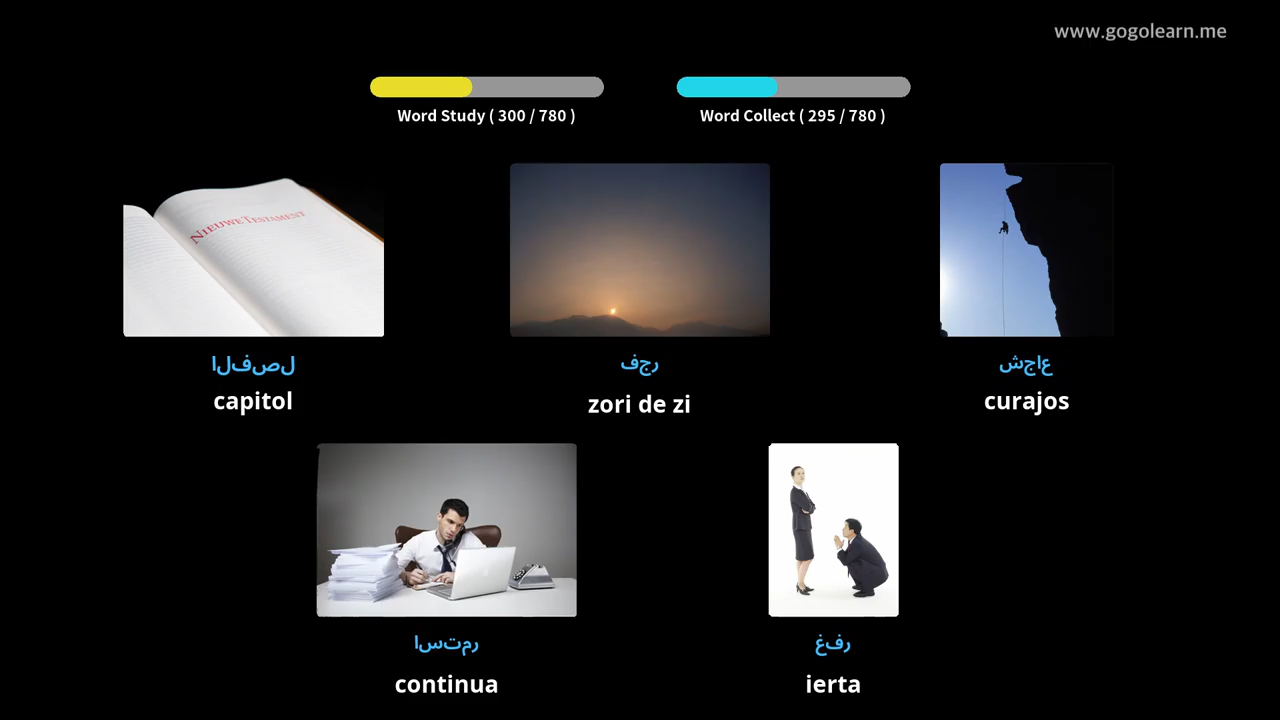 www.gogolearn.me
Word Study ( 300 / 780 )
Word Collect ( 295 / 780 )
NIEUWE TESTAMENT
الفصل
capitol
فجر
zori de zi
شجاع
curajos
استمر
continua
غفر
ierta